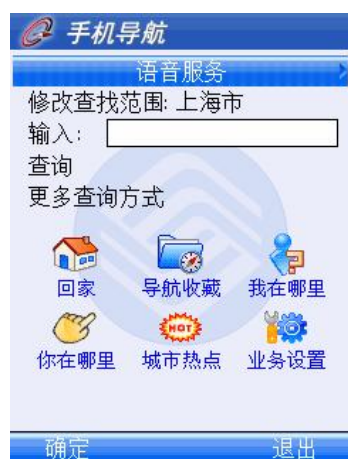 手机导航
语音服务
修改查找范围: 上海市
输入:
查询
更多查询方式
回家 导航收藏 我在哪里
HOT
你在哪里 城市热点 业务设置
确定 退出